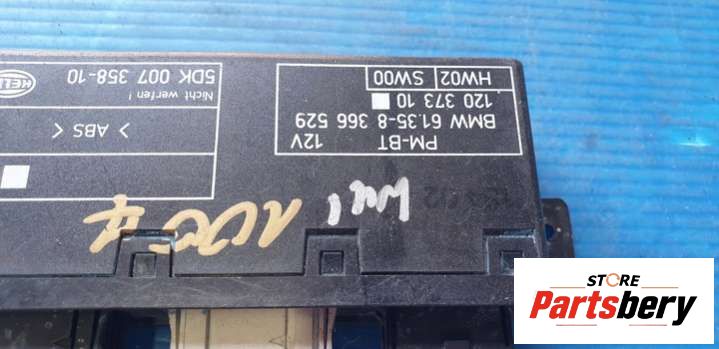 PM-BT 12V
BMW 61.35-8 366 529
120 373 10
HW02 SW00
HELLA
5DK 007 358-10
Nicht werfen!
> ABS <
STORE
Partsbery